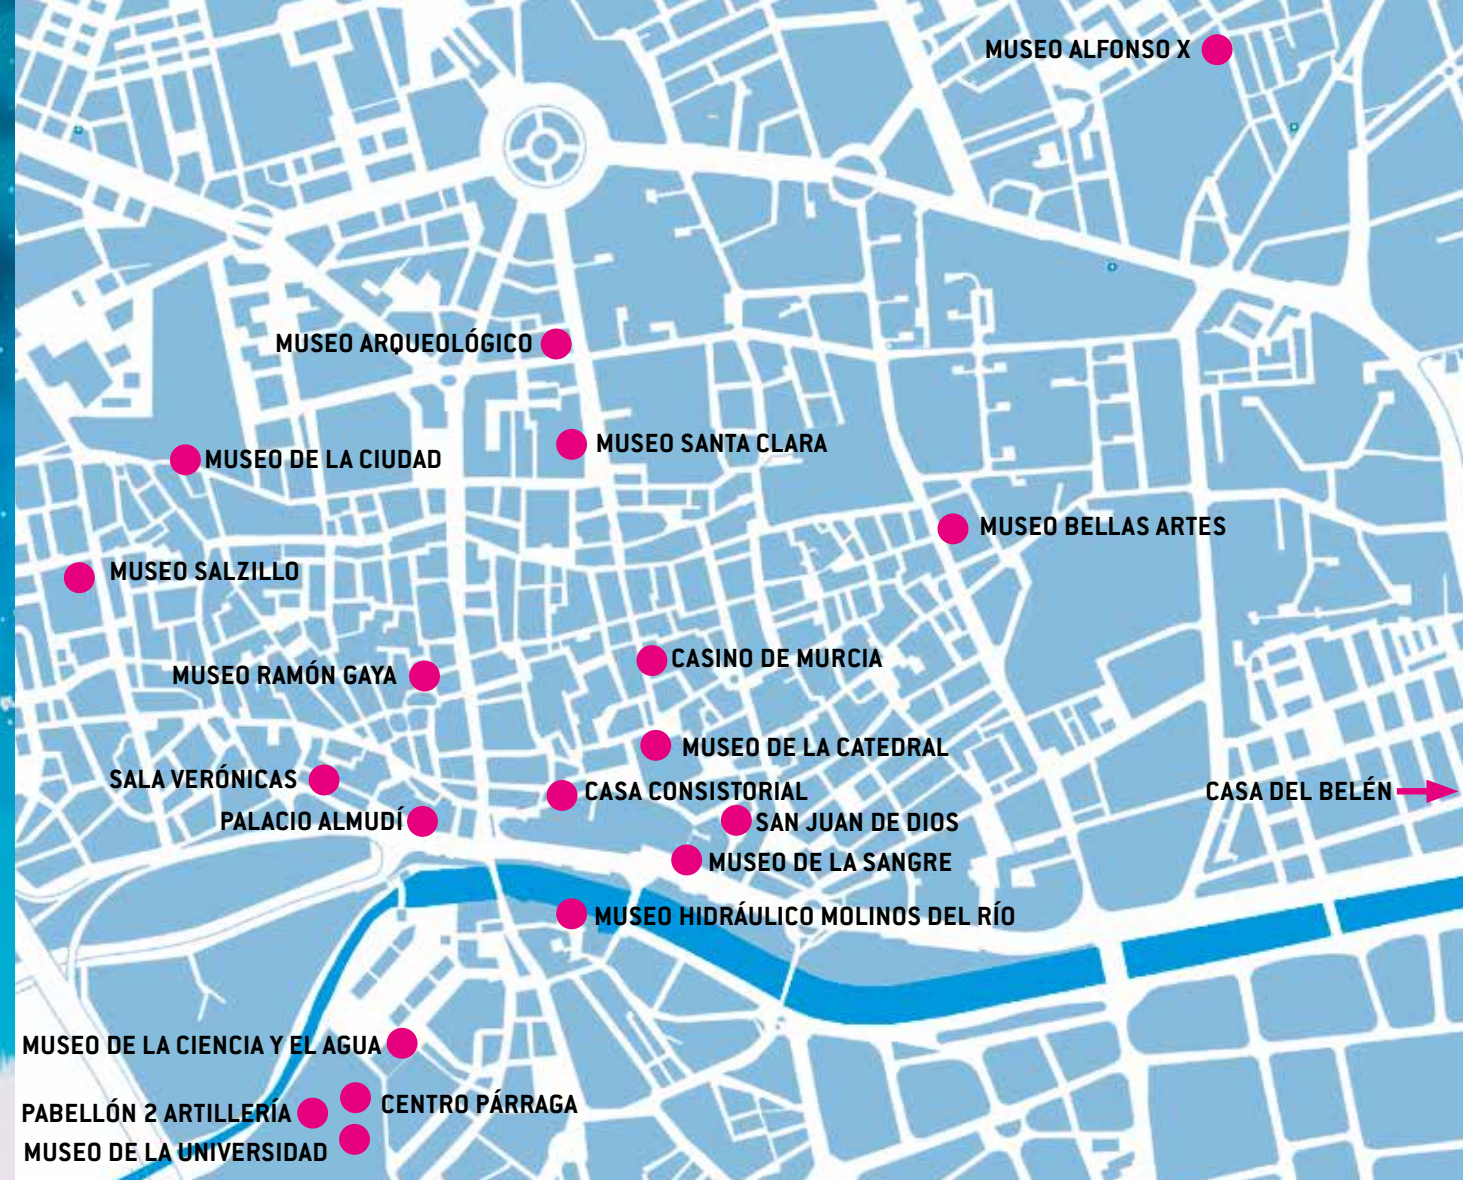 MUSEO ALFONSO X
MUSEO ARQUEOLÓGICO
MUSEO SANTA CLARA
MUSEO DE LA CIUDAD
MUSEO BELLAS ARTES
MUSEO SALZILLO
CASINO DE MURCIA
MUSEO RAMÓN GAYA
MUSEO DE LA CATEDRAL
SALA VERÓNICAS
CASA CONSISTORIAL
CASA DEL BELÉN
PALACIO ALMUDÍ
SAN JUAN DE DIOS
MUSEO DE LA SANGRE
MUSEO HIDRÁULICO MOLINOS DEL RÍO
MUSEO DE LA CIENCIA Y EL AGUA
CENTRO PÁRRAGA
PABELLÓN 2 ARTILLERÍA
MUSEO DE LA UNIVERSIDAD